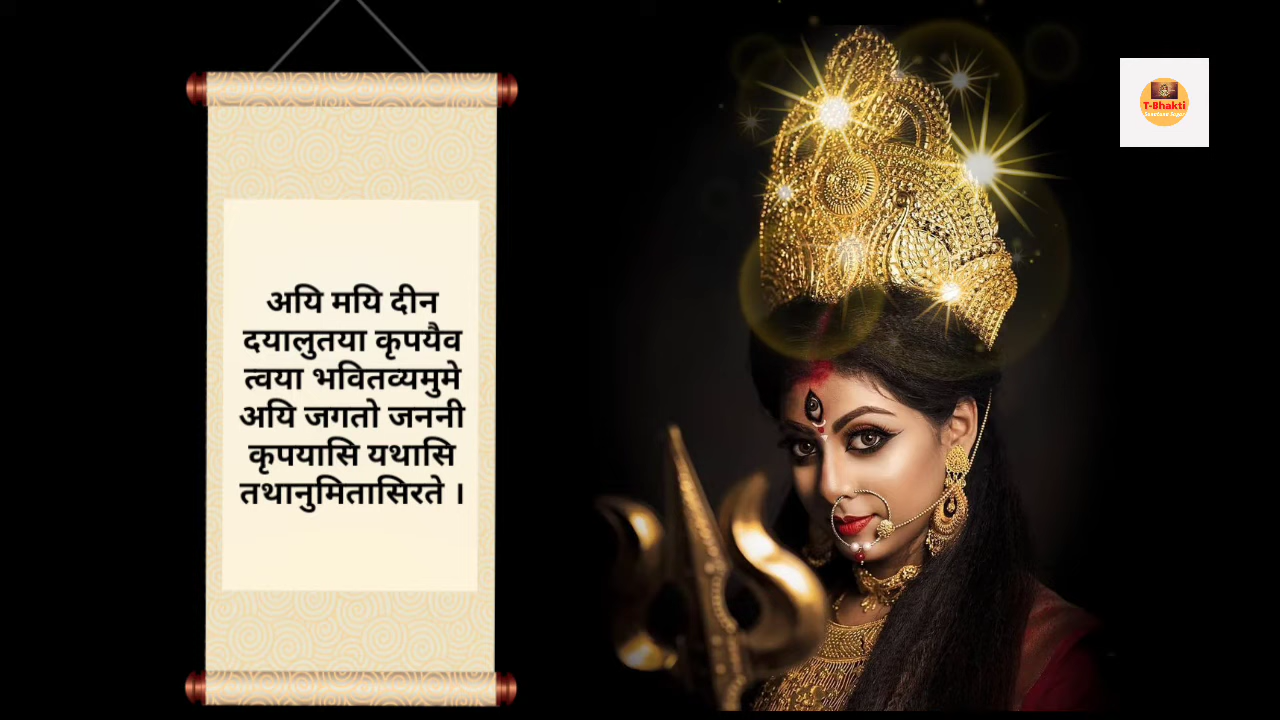 अयि मयि दीन
दयालुतया कृपयैव
त्वया भवितव्यमुमे
अयि जगतो जननी
कृपयासि यथासि
तथानुमितासिरते ।
T-Bhakti